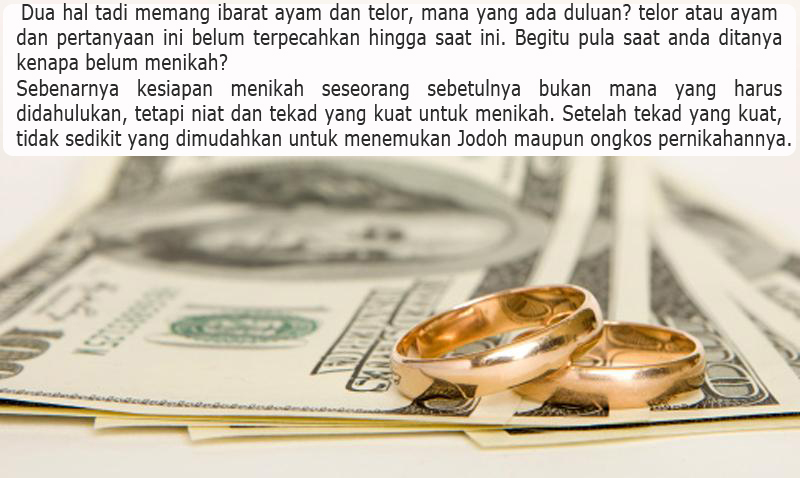 Dua hal tadi memang ibarat ayam dan telor, mana yang ada duluan? telor atau ayam
dan pertanyaan ini belum terpecahkan hingga saat ini. Begitu pula saat anda ditanya
kenapa belum menikah?
Sebenarnya kesiapan menikah seseorang sebetulnya bukan mana yang harus
didahulukan, tetapi niat dan tekad yang kuat untuk menikah. Setelah tekad yang kuat,
tidak sedikit yang dimudahkan untuk menemukan Jodoh maupun ongkos pernikahannya.